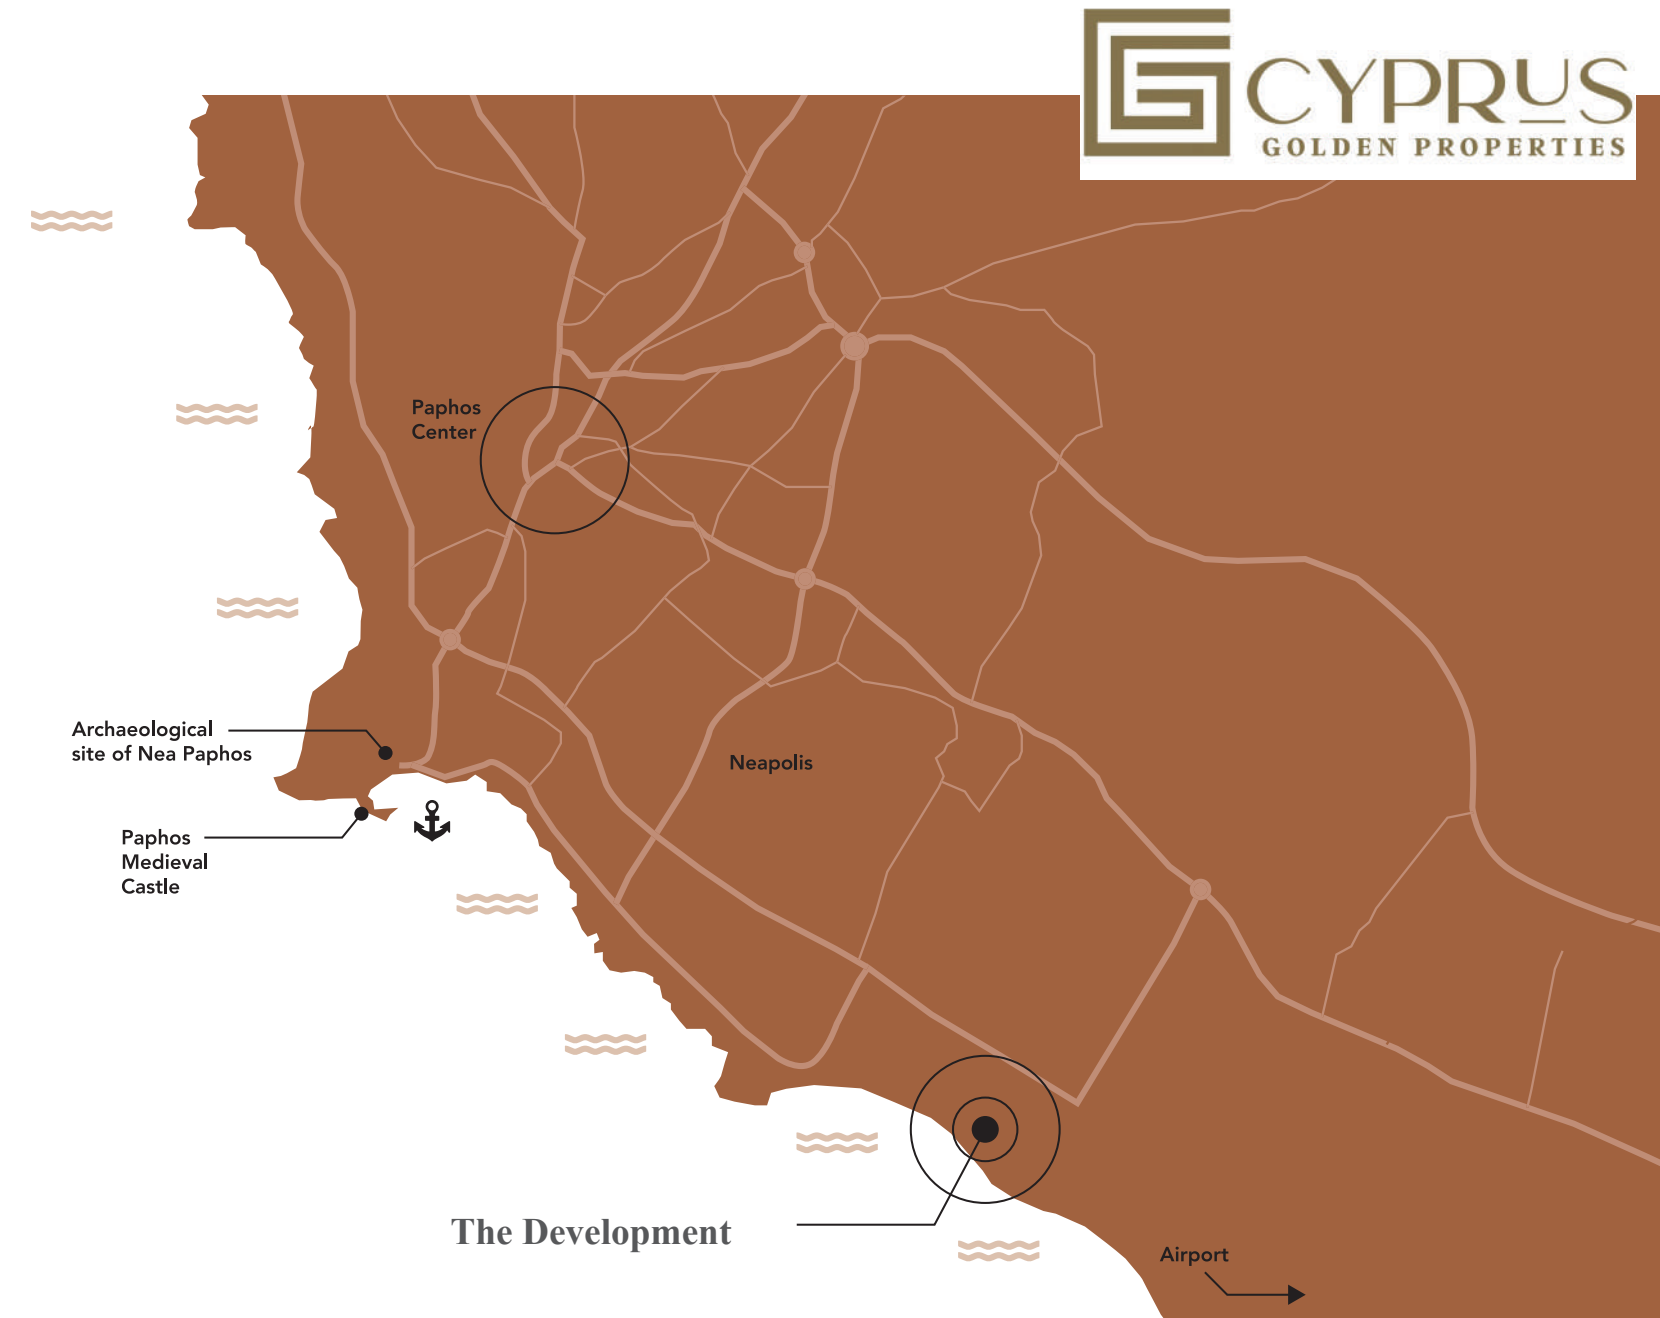 CYPRUS
GOLDEN PROPERTIES
Paphos
Center
Archaeological
site of Nea Paphos
Neapolis
Paphos
Medieval
Castle
The Development
Airport